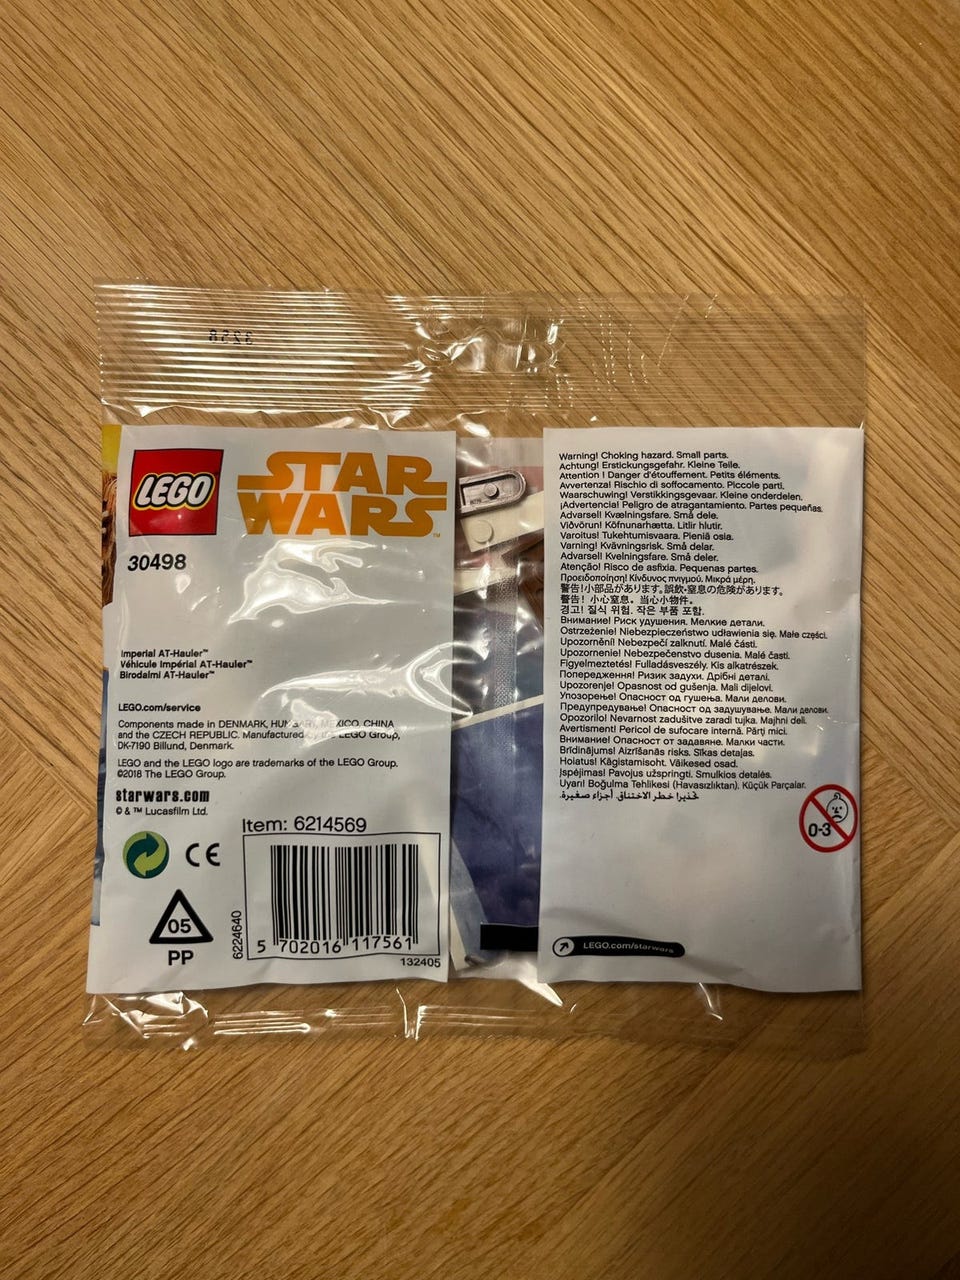 LEGO
STAR
WARS
™
30498
Imperial AT-Hauler™
Véhicule Impérial AT-Hauler™
Birodalmi AT-Hauler™
LEGO.com/service
Components made in DENMARK, HUNGARY, MEXICO, CHINA
and the CZECH REPUBLIC. Manufactured by the LEGO Group,
DK-7190 Billund, Denmark.
LEGO and the LEGO logo are trademarks of the LEGO Group.
©2018 The LEGO Group.
starwars.com
© & ™ Lucasfilm Ltd.
CE
05
PP
Item: 6214569
6224640
5 702016 117561
132405
Warning! Choking hazard. Small parts.
Achtung! Erstickungsgefahr. Kleine Teile.
Attention ! Danger d'étouffement. Petits éléments.
Avvertenza! Rischio di soffocamento. Piccole parti.
Waarschuwing! Verstikkingsgevaar. Kleine onderdelen.
¡Advertencia! Peligro de atragantamiento. Partes pequeñas.
Advarsel! Kvælningsfare. Små dele.
Viðvörun! Köfnunarhætta. Litlir hlutir.
Varoitus! Tukehtumisvaara. Pieniä osia.
Varning! Kvävningsrisk. Små delar.
Advarsel! Kvelningsfare. Små deler.
Atenção! Risco de asfixia. Pequenas partes.
Προειδοποίηση! Κίνδυνος πνιγμού. Μικρά μέρη.
警告!小部品があります。誤飲・窒息の危険があります。
警告! 小心窒息。当心小物件。
경고! 질식 위험. 작은 부품 포함.
Внимание! Риск удушения. Мелкие детали.
Ostrzeżenie! Niebezpieczeństwo udławienia się. Małe części.
Upozornění! Nebezpečí zalknutí. Malé části.
Upozornenie! Nebezpečenstvo dusenia. Malé časti.
Figyelmeztetés! Fulladásveszély. Kis alkatrészek.
Попередження! Ризик задухи. Дрібні деталі.
Upozorenje! Opasnost od gušenja. Mali dijelovi.
Упозорење! Опасност од гушења. Мали делови.
Предупредување! Опасност од задушување. Мали делови.
Opozorilo! Nevarnost zadušitve zaradi tujka. Majhni deli.
Avertisment! Pericol de sufocare internă. Părţi mici.
Внимание! Опасност от задавяне. Малки части.
Brīdinājums! Aizrīšanās risks. Sīkas detaļas.
Hoiatus! Kägistamisoht. Väikesed osad.
Įspėjimas! Pavojus užspringti. Smulkios detalės.
Uyarı! Boğulma Tehlikesi (Havasızlıktan). Küçük Parçalar.
تحذير! خطر الاختناق. أجزاء صغيرة.
0-3
LEGO.com/starwars